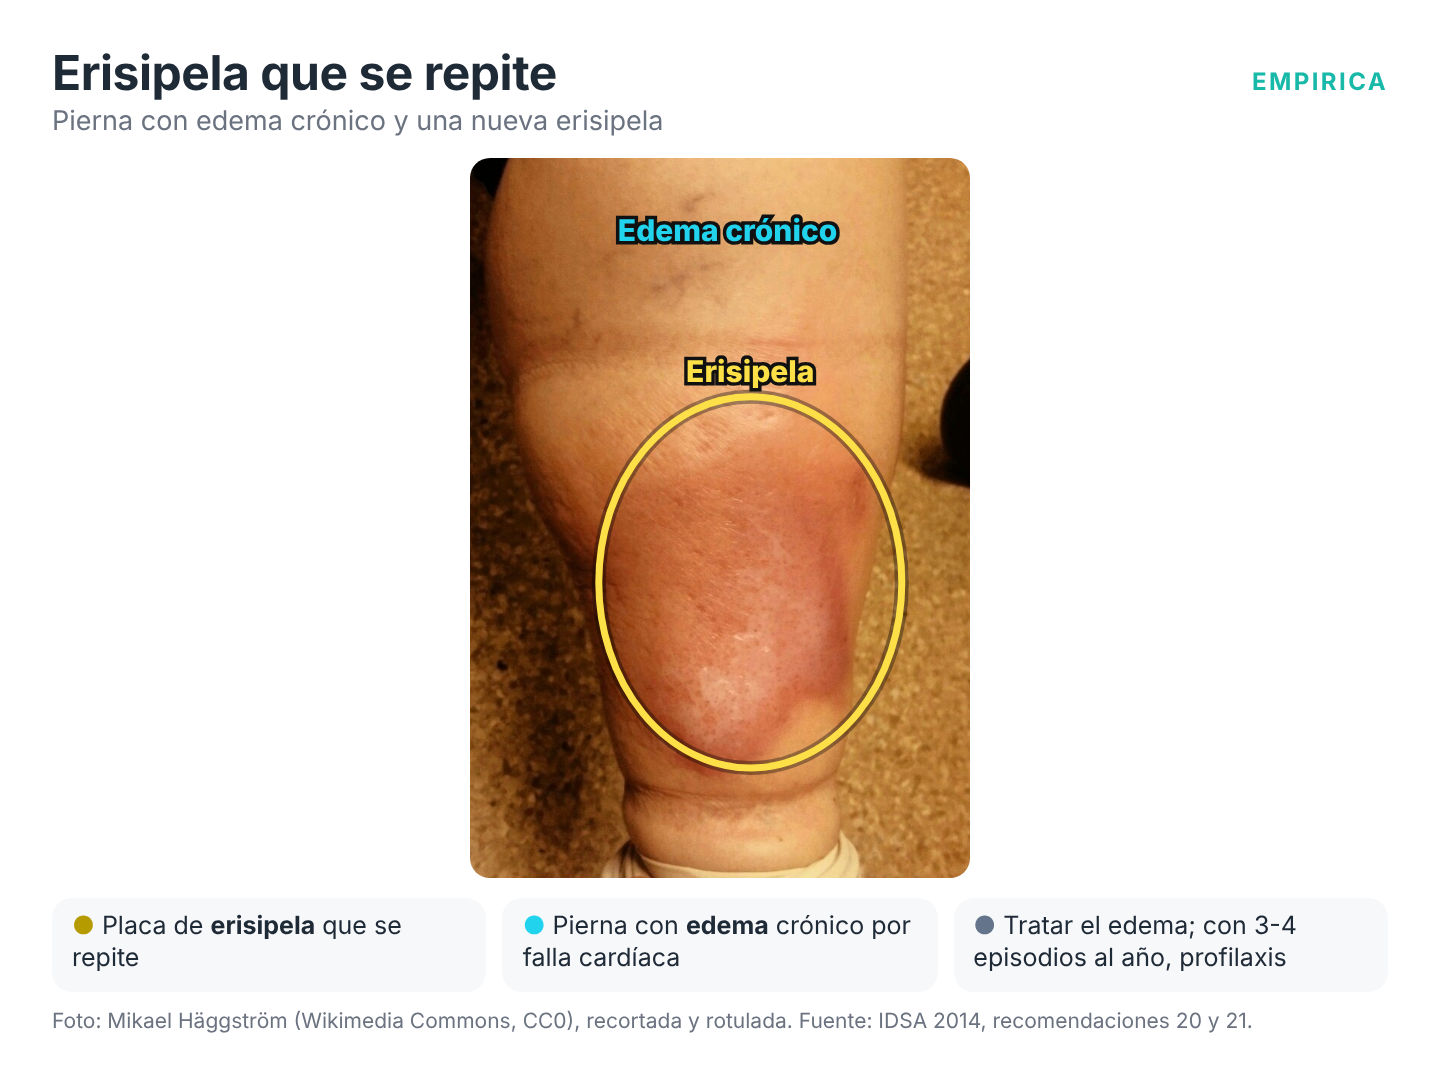 Erisipela que se repite
EMPIRICA
Pierna con edema crónico y una nueva erisipela
Edema crónico
Erisipela
Placa de erisipela que se
repite
Pierna con edema crónico por
falla cardíaca
Tratar el edema; con 3-4
episodios al año, profilaxis
Foto: Mikael Häggström (Wikimedia Commons, CC0), recortada y rotulada. Fuente: IDSA 2014, recomendaciones 20 y 21.